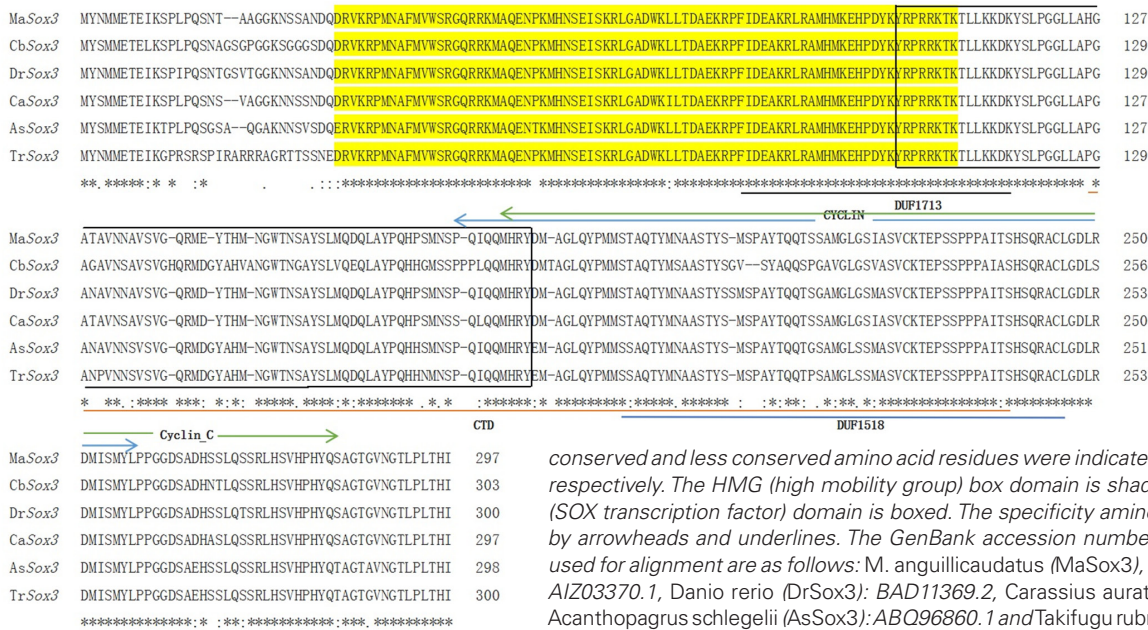 MaSox3 MYNMMETEIKSPLPQSNT--AAGGKNSSANDQDRVKRPMNAFMVWSRGQRRKMAQENPKMHNSEISKRLGADWKLLTDAEKRPFIDEAKRLRAMHMKEHPDYKYRPRRKTKTLLKKDKYSLPGGLLAHG 127
CbSox3 MYSMMETELKSPLPQSNAGSGPGGKSGGGSDQDRVKRPMNAFMVWSRGQRRKMAQENPKMHNSEISKRLGADWKLLTDAEKRPFIDEAKRLRAMHMKEHPDYKYRPRRKTKTLLKKDKYSLPGGLLAPG 129
DrSox3 MYNMMETEIKSPIPQSNTGSVTGGKNNSANDQDRVKRPMNAFMVWSRGQRRKMAQENPKMHNSEISKRLGADWKLLTDAEKRPFIDEAKRLRAMHMKEHPDYKYRPRRKTKTLLKKDKYSLPGGLLAPG 129
CaSox3 MYSMMETEIKSPLPQSNS--VAGGKNNSSNDQDRVKRPMNAFMVWSRGQRRKMAQENPKMHNSEISKRLGADWKILTDAEKRPFIDEAKRLRAMHMKEHPDYKYRPRRKTKTLLKKDKYSLPGGLLAPG 127
AsSox3 MYSMMETEIKTPLPQSGSA--QGAKNNSVSDQERVKRPMNAFMVWSRGQRRKMAQENTKMHNSEISKRLGADWKLLTDAEKRPFIDEAKRLRAMHMKEHPDYKYRPRRKTKTLLKKDKYSLPGGLLAPG 127
TrSox3 MYNMMETEIKGPRSRSPIRARRRAGRTTSSNEDRVKRPMNAFMVWSRGQRRKMAQENPKMHNSEISKRLGADWKLLTDAEKRPFIDEAKRLRAMHMKEHPDYKYRPRRKTKTLLKKDKYSLPGGLLAPG 129
**.*****:* * :* . .:::************************* ****************:****************************************************** *
DUF1713
CYCLIN
MaSox3 ATAVNNAVSVG-QRME-YTHM-NGWTNSAYSLMQDQLAYPQHPSMNSP-QIQQMHRYDM-AGLQYPMMSTAQTYMNAASTYS-MSPAYTQQTSSAMGLGSIASVCKTEPSSPPPAITSHSQRACLGDLR 250
CbSox3 AGAVNSAVSVGHQRMDGYAHVANGWTNGAYSLVQEQLAYPQHHGMSSPPPLQQMHRYDMTAGLQYPMMSTAQTYMSAASTYSGV--SYAQQSPGAVGLGSVASVCKTEPSSPPPAIASHSQRACLGDLS 256
DrSox3 ANAVNNAVSVG-QRMD-YTHM-NGWTNSAYSLMQDQLAYPQHPSMNSP-QIQQMHRYDM-AGLQYPMMSTAQTYMNAASTYSSMSPAYTQQTSGAMGLGSMASVCKTEPSSPPPAITSHSQRACLGDLR 253
CaSox3 ATAVNSAVSVG-QRMD-YTHM-NGWTNSAYSLMQDQLAYPQHPSMNSS-QLQQMHRYDM-AGLQYPMMSTAQTYMNAASTYS-MSPAYTQQTSSAMGLGSMASVCKTEPSSPPPAITSHSQRACLGDLR 250
AsSox3 ANAVNNSVSVG-QRMDGYAHM-NGWTNSAYSLMQDQLAYPQHHSMNSP-QIQQMHRYEM-AGLQYPMMSSAQTYMNAASTYS-MSPAYTQQTGSAMGLSSMASVCKTEPSSPPPAITSHSQRACLGDLR 251
TrSox3 ANPVNNSVSVG-QRMDGYAHM-NGWTNSAYSLMQDQLAYPQHHNMNSP-QIQQMHRYEM-AGLQYPMMSSAQTYMNAASTYS-MSPAYTQQTPSAMGLSSMASVCKTEPSSPPPAITSHSQRACLGDLR 253
* **.:**** ***: *:*: *****.****:*:******* .*.* :******:* *********:*****.****** : :*:**: .*:**.:***************:************
Cyclin_C
CTD
DUF1518
MaSox3 DMISMYLPPGGDSADHSSLQSSRLHSVHPHYQSAGTGVNGTLPLTHI 297
CbSox3 DMISMYLPPGGDSADHNTLQSSRLHSVHPHYQSAGTGVNGTLPLTHI 303
DrSox3 DMISMYLPPGGDSADHSSLQTSRLHSVHPHYQSAGTGVNGTLPLTHI 300
CaSox3 DMISMYLPPGGDSADHASLQSSRLHSVHPHYQSAGTGVNGTLPLTHI 297
AsSox3 DMISMYLPPGGDSAEHSSLQSSRLHSVHPHYQTAGTAVNGTLPLTHI 298
TrSox3 DMISMYLPPGGDSAEHSSLQSSRLHSVHPHYQTAGTGVNGTLPLTHI 300
**************:* :**:***********:***.**********
conserved and less conserved amino acid residues were indicate
respectively. The HMG (high mobility group) box domain is shad
(SOX transcription factor) domain is boxed. The specificity amin
by arrowheads and underlines. The GenBank accession numbe
used for alignment are as follows: M. anguillicaudatus (MaSox3),
AIZ03370.1, Danio rerio (DrSox3): BAD11369.2, Carassius aurat
Acanthopagrus schlegelii (AsSox3): ABQ96860.1 and Takifugu rub